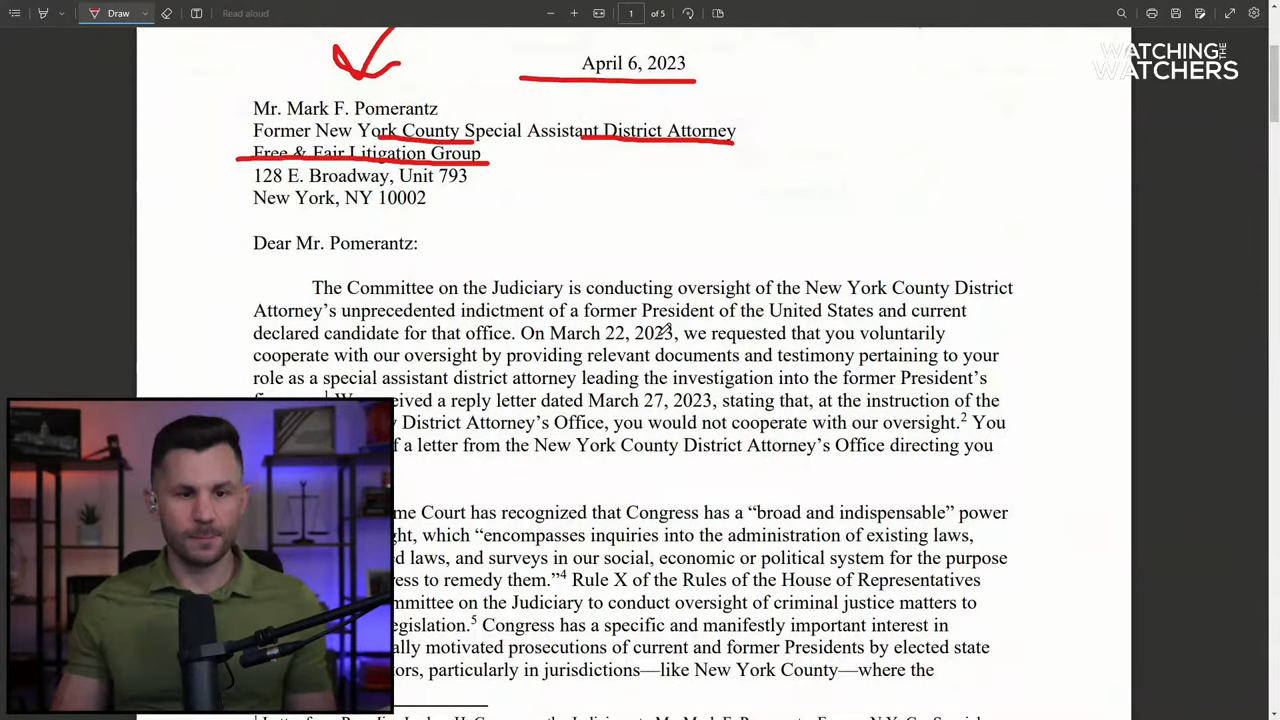 Draw
Read aloud
1
of 5
WATCHING
THE
WATCHERS
April 6, 2023
Mr. Mark F. Pomerantz
Former New York County Special Assistant District Attorney
Free & Fair Litigation Group
128 E. Broadway, Unit 793
New York, NY 10002
Dear Mr. Pomerantz:
The Committee on the Judiciary is conducting oversight of the New York County District
Attorney’s unprecedented indictment of a former President of the United States and current
declared candidate for that office. On March 22, 2023, we requested that you voluntarily
cooperate with our oversight by providing relevant documents and testimony pertaining to your
role as a special assistant district attorney leading the investigation into the former President’s
eived a reply letter dated March 27, 2023, stating that, at the instruction of the
District Attorney’s Office, you would not cooperate with our oversight.2 You
f a letter from the New York County District Attorney’s Office directing you
me Court has recognized that Congress has a “broad and indispensable” power
ght, which “encompasses inquiries into the administration of existing laws,
ed laws, and surveys in our social, economic or political system for the purpose
ress to remedy them.”4 Rule X of the Rules of the House of Representatives
mmittee on the Judiciary to conduct oversight of criminal justice matters to
egislation.5 Congress has a specific and manifestly important interest in
ally motivated prosecutions of current and former Presidents by elected state
tors, particularly in jurisdictions—like New York County—where the